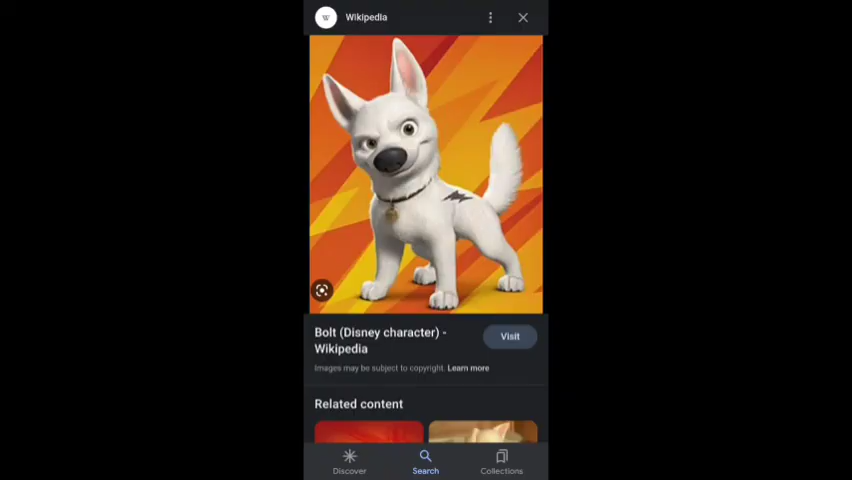 W Wikipedia
Bolt (Disney character) -
Wikipedia
Visit
Images may be subject to copyright. Learn more
Related content
Discover
Search
Collections